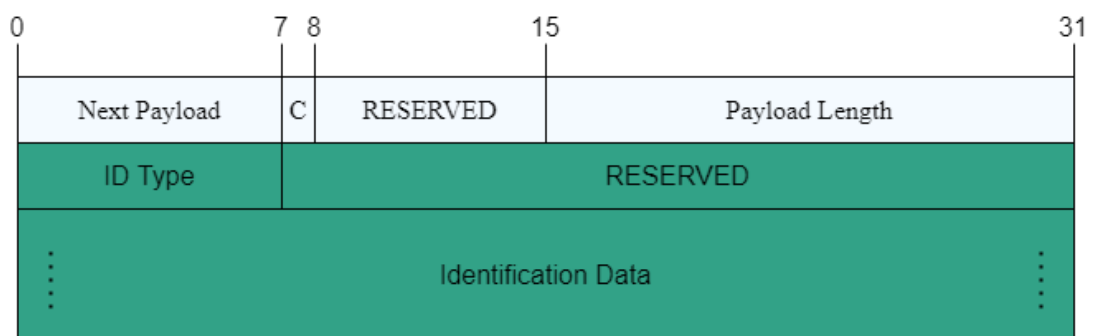 0 7 8 15 31
Next Payload C RESERVED Payload Length
ID Type RESERVED
Identification Data